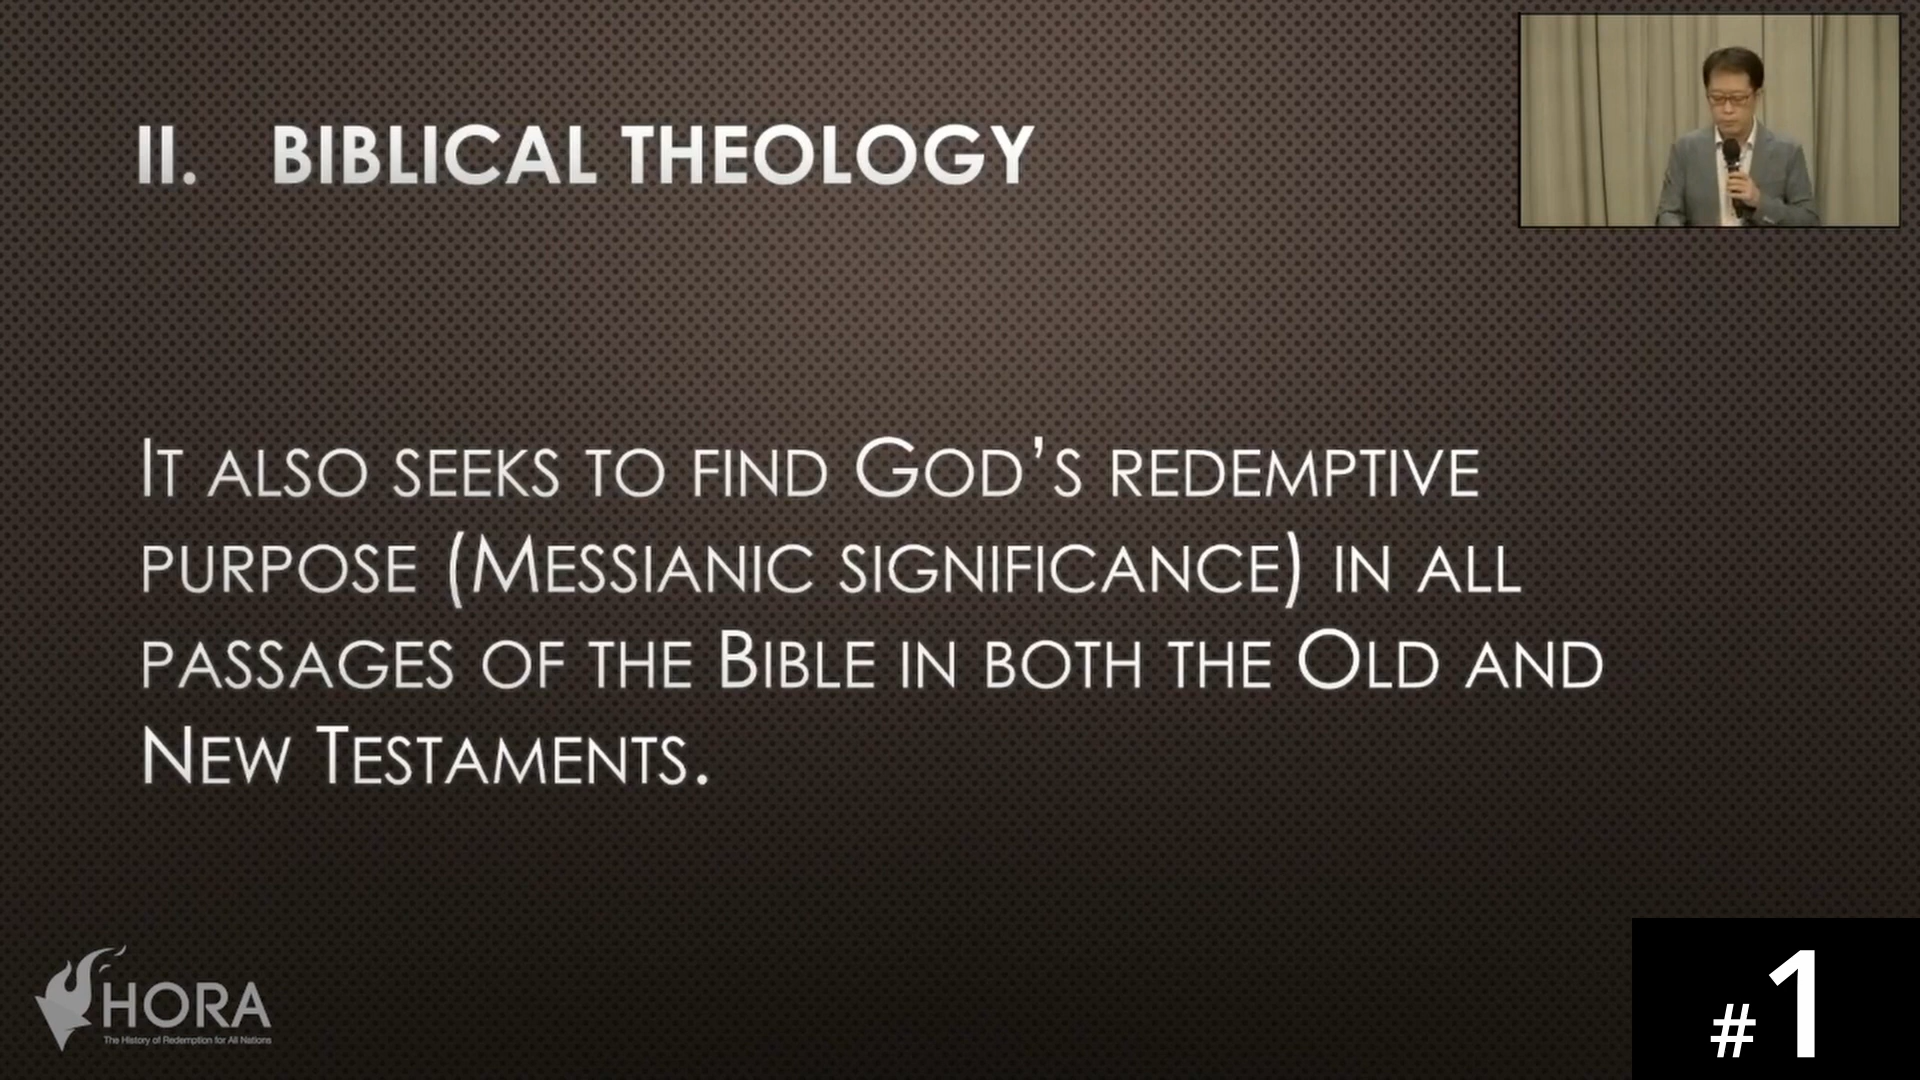 II. BIBLICAL THEOLOGY
IT ALSO SEEKS TO FIND GOD’S REDEMPTIVE
PURPOSE (MESSIANIC SIGNIFICANCE) IN ALL
PASSAGES OF THE BIBLE IN BOTH THE OLD AND
NEW TESTAMENTS.
HORA
The History of Redemption for All Nations
#1